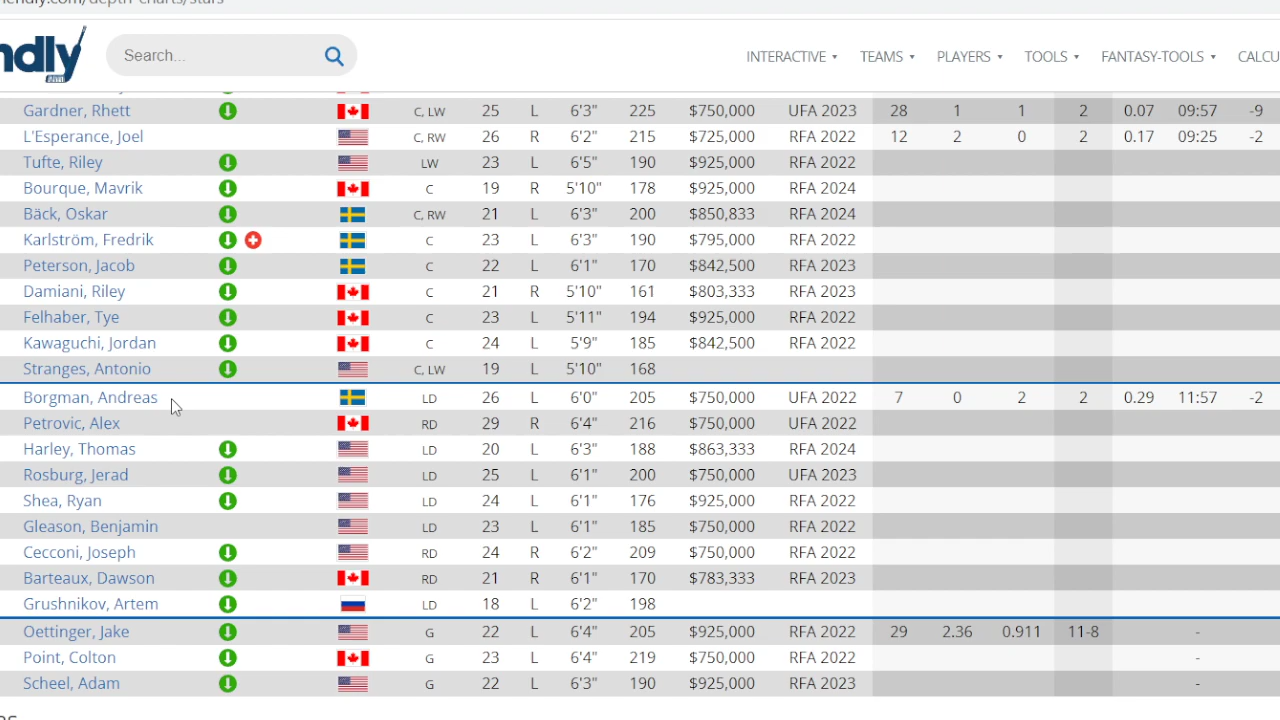 endly.com/depth-charts/stars
ndly
Search...
INTERACTIVE TEAMS PLAYERS TOOLS FANTASY-TOOLS CALCU
Gardner, Rhett C, LW 25 L 6'3" 225 $750,000 UFA 2023 28 1 1 2 0.07 09:57 -9
L'Esperance, Joel C, RW 26 R 6'2" 215 $725,000 UFA 2022 12 2 0 2 0.17 09:25 -2
Tufte, Riley LW 23 L 6'5" 190 $925,000 RFA 2022
Bourque, Mavrik C 19 R 5'10" 178 $925,000 RFA 2024
Bäck, Oskar C, RW 21 L 6'3" 200 $850,833 RFA 2024
Karlström, Fredrik C 23 L 6'3" 190 $795,000 RFA 2022
Peterson, Jacob C 22 L 6'1" 170 $842,500 RFA 2023
Damiani, Riley C 21 R 5'10" 161 $803,333 RFA 2023
Felhaber, Tye C 23 L 5'11" 194 $925,000 RFA 2022
Kawaguchi, Jordan C 24 L 5'9" 185 $842,500 RFA 2022
Stranges, Antonio C, LW 19 L 5'10" 168
Borgman, Andreas LD 26 L 6'0" 205 $750,000 UFA 2022 7 0 2 2 0.29 11:57 -2
Petrovic, Alex RD 29 R 6'4" 216 $750,000 UFA 2022
Harley, Thomas LD 20 L 6'3" 188 $863,333 RFA 2024
Rosburg, Jerad LD 25 L 6'1" 200 $750,000 UFA 2023
Shea, Ryan LD 24 L 6'1" 176 $925,000 RFA 2022
Gleason, Benjamin LD 23 L 6'1" 185 $750,000 RFA 2022
Cecconi, Joseph RD 24 R 6'2" 209 $750,000 RFA 2022
Barteaux, Dawson RD 21 R 6'1" 170 $783,333 RFA 2023
Grushnikov, Artem LD 18 L 6'2" 198
Oettinger, Jake G 22 L 6'4" 205 $925,000 RFA 2022 29 2.36 0.911 11-8 -
Point, Colton G 23 L 6'4" 219 $750,000 RFA 2022 -
Scheel, Adam G 22 L 6'3" 190 $925,000 RFA 2023 -